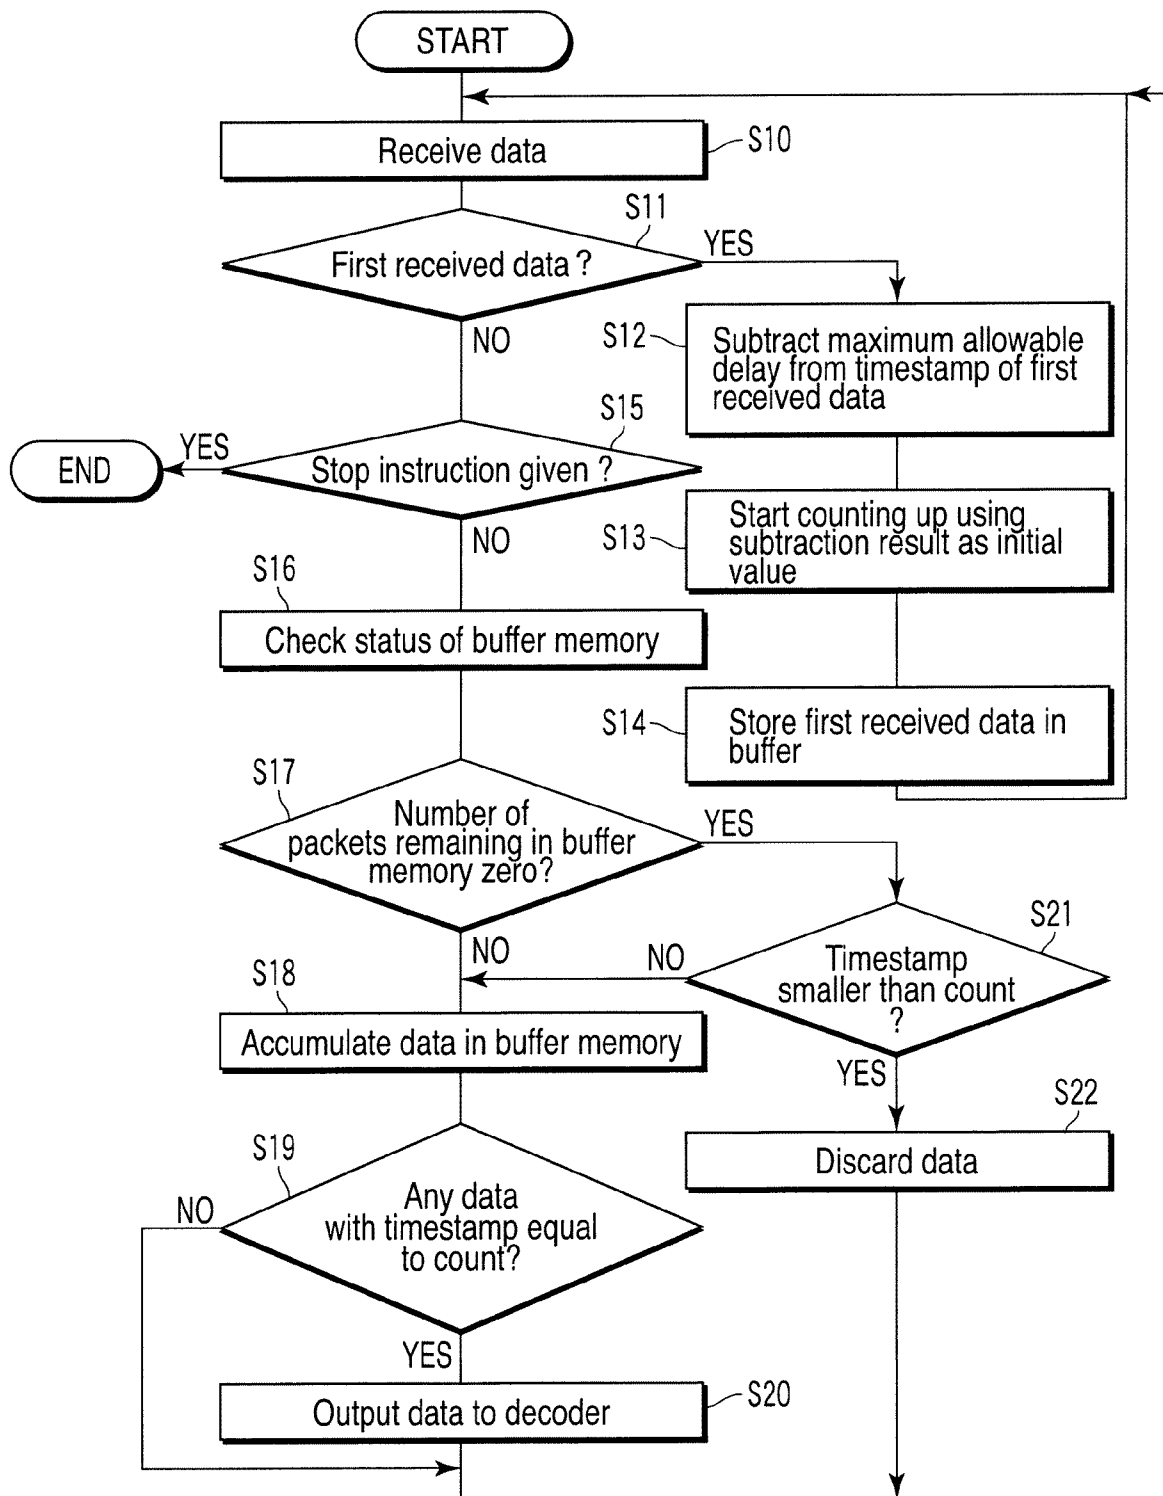 START
Receive data
S10
S11
First received data ?
YES
NO
S12
Subtract maximum allowable
delay from timestamp of first
received data
S15
Stop instruction given ?
YES
END
NO
S13
Start counting up using
subtraction result as initial
value
S16
Check status of buffer memory
S14
Store first received data in
buffer
S17
Number of
packets remaining in buffer
memory zero?
YES
NO
S21
Timestamp
smaller than count
?
NO
YES
S18
Accumulate data in buffer memory
S22
Discard data
S19
Any data
with timestamp equal
to count?
NO
YES
S20
Output data to decoder